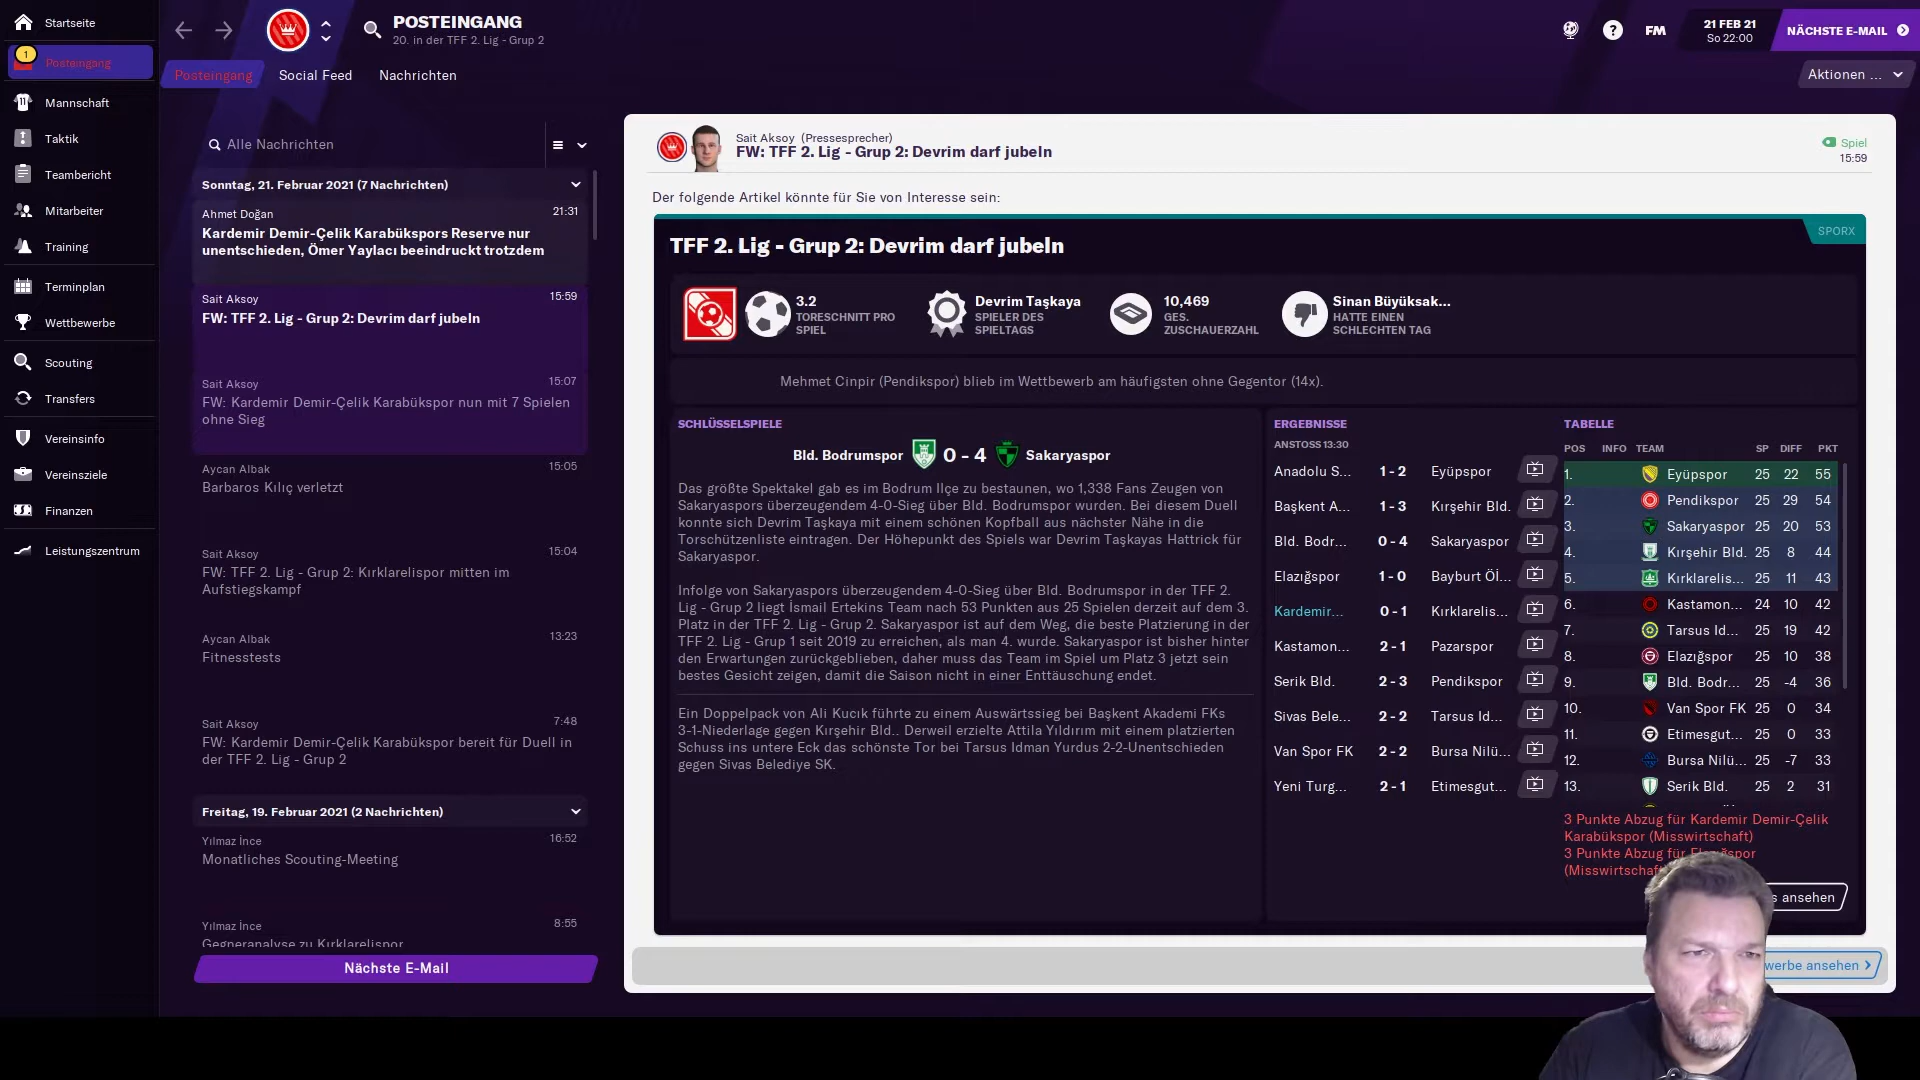 Startseite
1
Posteingang
Mannschaft
Taktik
Teambericht
Mitarbeiter
Training
Terminplan
Wettbewerbe
Scouting
Transfers
Vereinsinfo
Vereinsziele
Finanzen
Leistungszentrum
POSTEINGANG
20. in der TFF 2. Lig - Grup 2
FM
21 FEB 21
So 22:00
NÄCHSTE E-MAIL
Posteingang Social Feed Nachrichten
Aktionen ...
Alle Nachrichten
Sonntag, 21. Februar 2021 (7 Nachrichten)
Ahmet Doğan 21:31
Kardemir Demir-Çelik Karabükspors Reserve nur
unentschieden, Ömer Yaylacı beeindruckt trotzdem
Sait Aksoy 15:59
FW: TFF 2. Lig - Grup 2: Devrim darf jubeln
Sait Aksoy 15:07
FW: Kardemir Demir-Çelik Karabükspor nun mit 7 Spielen
ohne Sieg
Aycan Albak 15:05
Barbaros Kılıç verletzt
Sait Aksoy 15:04
FW: TFF 2. Lig - Grup 2: Kırklarelispor mitten im
Aufstiegskampf
Aycan Albak 13:23
Fitnesstests
Sait Aksoy 7:48
FW: Kardemir Demir-Çelik Karabükspor bereit für Duell in
der TFF 2. Lig - Grup 2
Freitag, 19. Februar 2021 (2 Nachrichten)
Yılmaz İnce 16:52
Monatliches Scouting-Meeting
Yılmaz İnce 8:55
Gegneranalyse zu Kırklarelispor
Nächste E-Mail
Sait Aksoy (Pressesprecher)
FW: TFF 2. Lig - Grup 2: Devrim darf jubeln
Spiel
15:59
Der folgende Artikel könnte für Sie von Interesse sein:
SPORX
TFF 2. Lig - Grup 2: Devrim darf jubeln
3.2
TORESCHNITT PRO
SPIEL
Devrim Taşkaya
SPIELER DES
SPIELTAGS
10,469
GES.
ZUSCHAUERZAHL
Sinan Büyüksak...
HATTE EINEN
SCHLECHTEN TAG
Mehmet Cinpir (Pendikspor) blieb im Wettbewerb am häufigsten ohne Gegentor (14x).
SCHLÜSSELSPIELE
Bld. Bodrumspor 0 - 4 Sakaryaspor
Das größte Spektakel gab es im Bodrum Ilçe zu bestaunen, wo 1,338 Fans Zeugen von
Sakaryaspors überzeugendem 4-0-Sieg über Bld. Bodrumspor wurden. Bei diesem Duell
konnte sich Devrim Taşkaya mit einem schönen Kopfball aus nächster Nähe in die
Torschützenliste eintragen. Der Höhepunkt des Spiels war Devrim Taşkayas Hattrick für
Sakaryaspor.
Infolge von Sakaryaspors überzeugendem 4-0-Sieg über Bld. Bodrumspor in der TFF 2.
Lig - Grup 2 liegt İsmail Ertekins Team nach 53 Punkten aus 25 Spielen derzeit auf dem 3.
Platz in der TFF 2. Lig - Grup 2. Sakaryaspor ist auf dem Weg, die beste Platzierung in der
TFF 2. Lig - Grup 1 seit 2019 zu erreichen, als man 4. wurde. Sakaryaspor ist bisher hinter
den Erwartungen zurückgeblieben, daher muss das Team im Spiel um Platz 3 jetzt sein
bestes Gesicht zeigen, damit die Saison nicht in einer Enttäuschung endet.
Ein Doppelpack von Ali Kucık führte zu einem Auswärtssieg bei Başkent Akademi FKs
3-1-Niederlage gegen Kırşehir Bld.. Derweil erzielte Attila Yıldırım mit einem platzierten
Schuss ins untere Eck das schönste Tor bei Tarsus Idman Yurdus 2-2-Unentschieden
gegen Sivas Belediye SK.
ERGEBNISSE
ANSTOSS 13:30
Anadolu S... 1 - 2 Eyüpspor
Başkent A... 1 - 3 Kırşehir Bld.
Bld. Bodr... 0 - 4 Sakaryaspor
Elazığspor 1 - 0 Bayburt Öl...
Kardemir... 0 - 1 Kırklarelis...
Kastamon... 2 - 1 Pazarspor
Serik Bld. 2 - 3 Pendikspor
Sivas Bele... 2 - 2 Tarsus Id...
Van Spor FK 2 - 2 Bursa Nilü...
Yeni Turg... 2 - 1 Etimesgut...
TABELLE
POS INFO TEAM SP DIFF PKT
1. Eyüpspor 25 22 55
2. Pendikspor 25 29 54
3. Sakaryaspor 25 20 53
4. Kırşehir Bld. 25 8 44
5. Kırklarelis... 25 11 43
6. Kastamon... 24 10 42
7. Tarsus Id... 25 19 42
8. Elazığspor 25 10 38
9. Bld. Bodr... 25 -4 36
10. Van Spor FK 25 0 34
11. Etimesgut... 25 0 33
12. Bursa Nilü... 25 -7 33
13. Serik Bld. 25 2 31
3 Punkte Abzug für Kardemir Demir-Çelik
Karabükspor (Misswirtschaft)
3 Punkte Abzug für Elazığspor
(Misswirtschaft
s ansehen
werbe ansehen